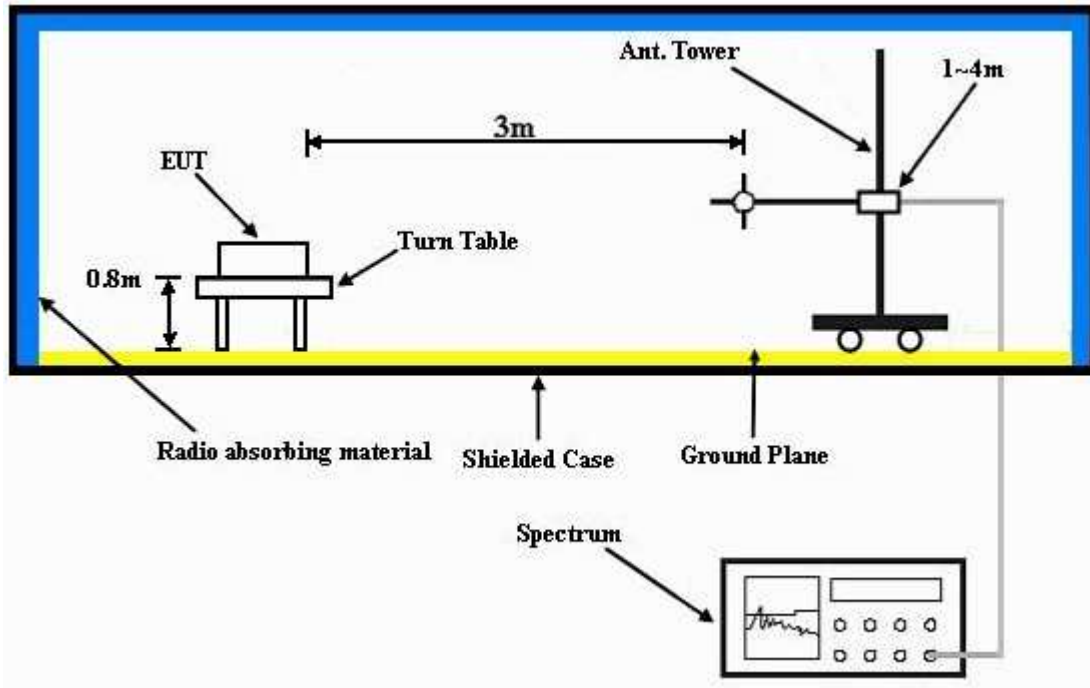 Ant. Tower
1~4m
3m
EUT
Turn Table
0.8m
Radio absorbing material
Shielded Case
Ground Plane
Spectrum